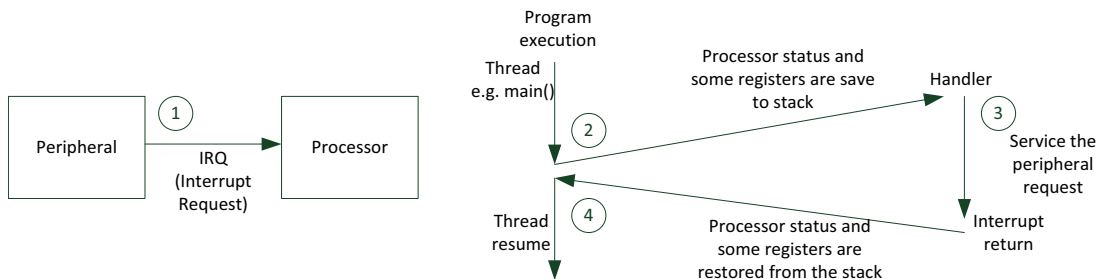 Peripheral
1
IRQ
(Interrupt
Request)
Processor
Program
execution
Thread
e.g. main()
2
Processor status and
some registers are save
to stack
Handler
3
Service the
peripheral
request
Interrupt
return
4
Processor status and
some registers are
restored from the stack
Thread
resume